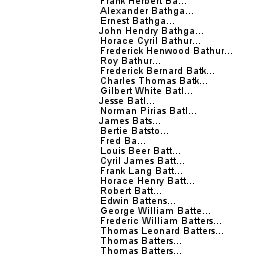 Frank Herbert Ba...
Alexander Bathga...
Ernest Bathga...
John Hendry Bathga...
Horace Cyril Bathur...
Frederick Henwood Bathur...
Roy Bathur...
Frederick Bernard Batk...
Charles Thomas Batk...
Gilbert White Batl...
Jesse Batl...
Norman Pirias Batl...
James Bats...
Bertie Batsto...
Fred Ba...
Louis Beer Batt...
Cyril James Batt...
Frank Lang Batt...
Horace Henry Batt...
Robert Batt...
Edwin Battens...
George William Batte...
Frederic William Batters...
Thomas Leonard Batters...
Thomas Batters...
Thomas Batters...